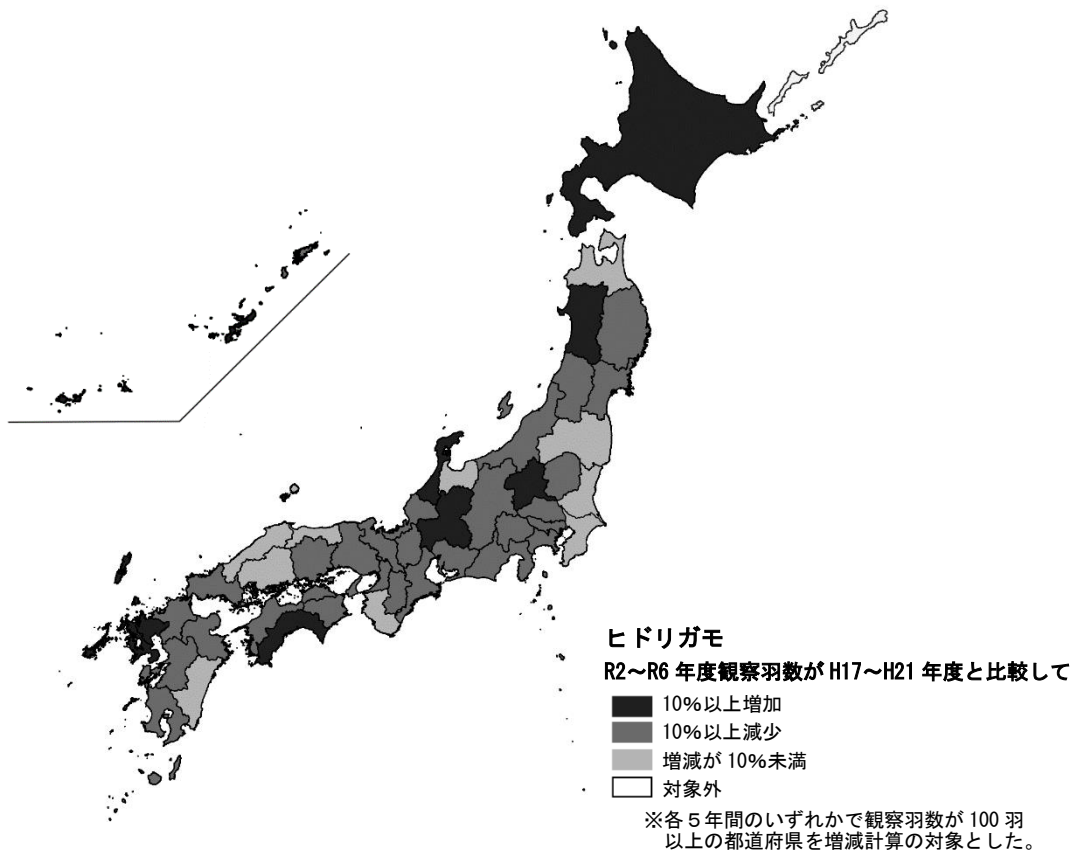 ヒドリガモ
R2～R6 年度観察羽数が H17～H21 年度と比較して
10%以上増加
10%以上減少
増減が 10%未満
対象外
※各５年間のいずれかで観察羽数が 100 羽
以上の都道府県を増減計算の対象とした。